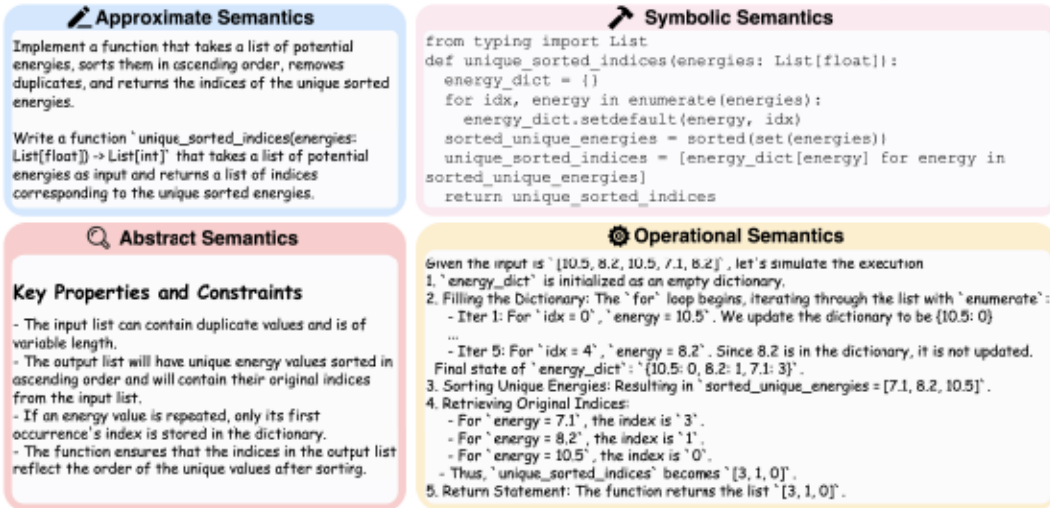 Approximate Semantics
Implement a function that takes a list of potential
energies, sorts them in ascending order, removes
duplicates, and returns the indices of the unique sorted
energies.
Write a function `unique_sorted_indices(energies:
List[float]) -> List[int]` that takes a list of potential
energies as input and returns a list of indices
corresponding to the unique sorted energies.
Symbolic Semantics
from typing import List
def unique_sorted_indices(energies: List[float]):
  energy_dict = {}
  for idx, energy in enumerate(energies):
    energy_dict.setdefault(energy, idx)
  sorted_unique_energies = sorted(set(energies))
  unique_sorted_indices = [energy_dict[energy] for energy in
sorted_unique_energies]
  return unique_sorted_indices
Abstract Semantics
Key Properties and Constraints
- The input list can contain duplicate values and is of
variable length.
- The output list will have unique energy values sorted in
ascending order and will contain their original indices
from the input list.
- If an energy value is repeated, only its first
occurrence's index is stored in the dictionary.
- The function ensures that the indices in the output list
reflect the order of the unique values after sorting.
Operational Semantics
Given the input is `[10.5, 8.2, 10.5, 7.1, 8.2]`, let's simulate the execution
1. `energy_dict` is initialized as an empty dictionary.
2. Filling the Dictionary: The `for` loop begins, iterating through the list with `enumerate`:
- Iter 1: For `idx = 0`, `energy = 10.5`. We update the dictionary to be {10.5: 0}
...
- Iter 5: For `idx = 4`, `energy = 8.2`. Since 8.2 is in the dictionary, it is not updated.
Final state of `energy_dict`: `{10.5: 0, 8.2: 1, 7.1: 3}`.
3. Sorting Unique Energies: Resulting in `sorted_unique_energies = [7.1, 8.2, 10.5]`.
4. Retrieving Original Indices:
- For `energy = 7.1`, the index is `3`.
- For `energy = 8.2`, the index is `1`.
- For `energy = 10.5`, the index is `0`.
- Thus, `unique_sorted_indices` becomes `[3, 1, 0]`.
5. Return Statement: The function returns the list `[3, 1, 0]`.